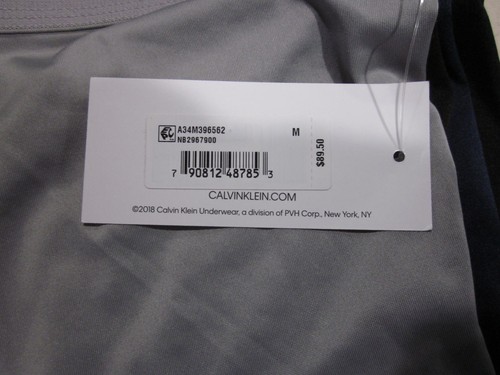 A34M396562 M
NB2967900
$89.50
7 90812 48785 3
CALVINKLEIN.COM
©2018 Calvin Klein Underwear, a division of PVH Corp., New York, NY